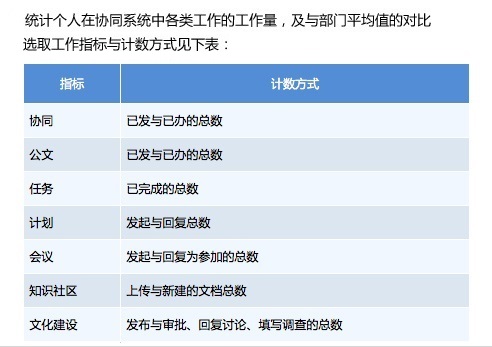 统计个人在协同系统中各类工作的工作量，及与部门平均值的对比
选取工作指标与计数方式见下表：
指标 计数方式
协同 已发与已办的总数
公文 已发与已办的总数
任务 已完成的总数
计划 发起与回复总数
会议 发起与回复为参加的总数
知识社区 上传与新建的文档总数
文化建设 发布与审批、回复讨论、填写调查的总数